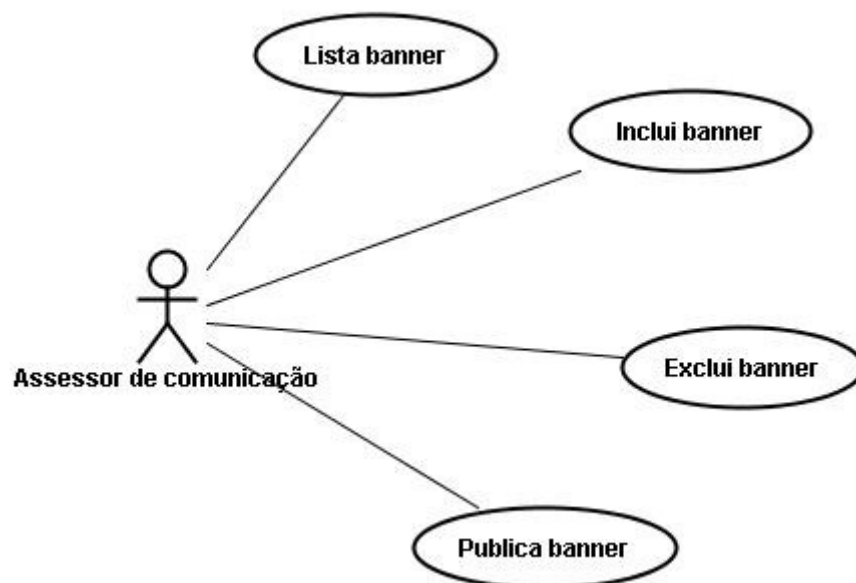 Lista banner
Inclui banner
Assessor de comunicação
Exclui banner
Publica banner